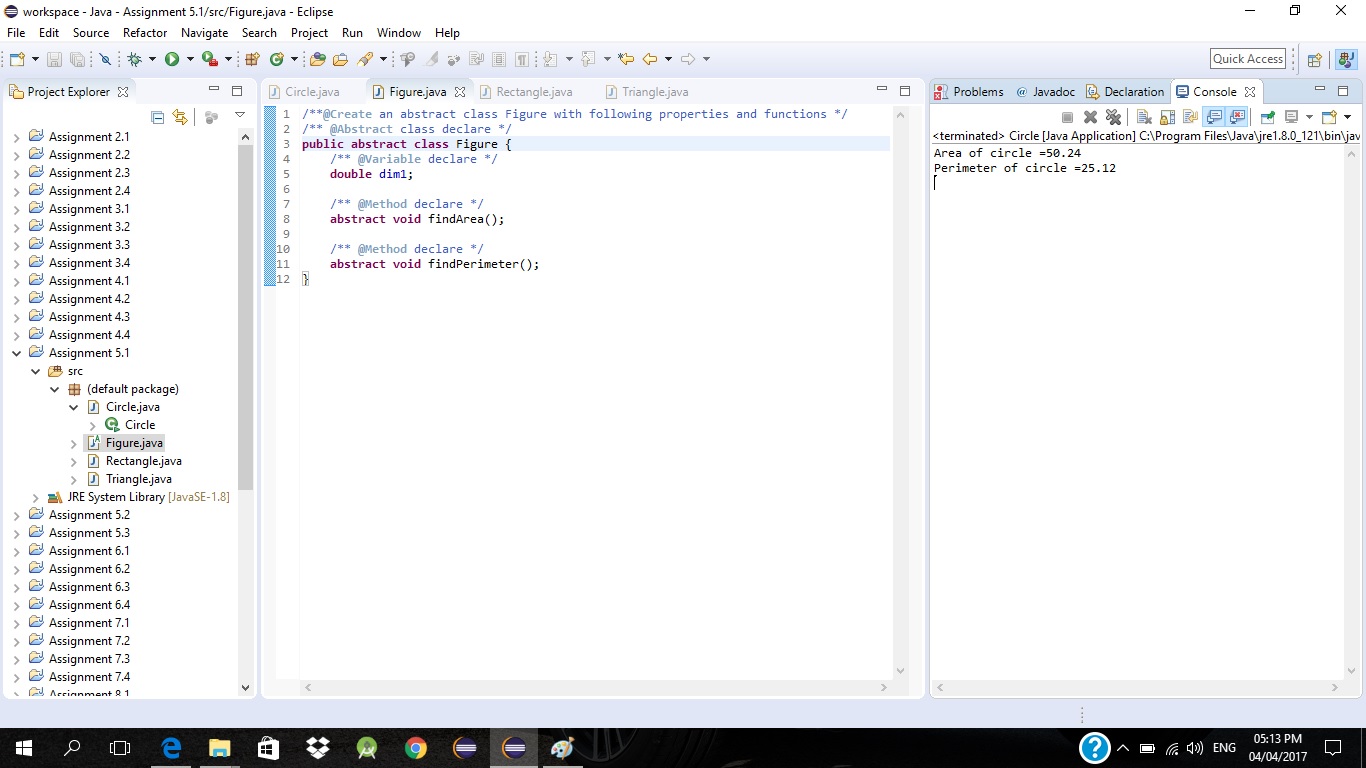 workspace - Java - Assignment 5.1/src/Figure.java - Eclipse
File Edit Source Refactor Navigate Search Project Run Window Help
Quick Access
Project Explorer
Assignment 2.1
Assignment 2.2
Assignment 2.3
Assignment 2.4
Assignment 3.1
Assignment 3.2
Assignment 3.3
Assignment 3.4
Assignment 4.1
Assignment 4.2
Assignment 4.3
Assignment 4.4
Assignment 5.1
src
(default package)
Circle.java
Circle
Figure.java
Rectangle.java
Triangle.java
JRE System Library [JavaSE-1.8]
Assignment 5.2
Assignment 5.3
Assignment 6.1
Assignment 6.2
Assignment 6.3
Assignment 6.4
Assignment 7.1
Assignment 7.2
Assignment 7.3
Assignment 7.4
Assignment 8.1
Circle.java Figure.java Rectangle.java Triangle.java
1 /**@Create an abstract class Figure with following properties and functions */
2 /** @Abstract class declare */
3 public abstract class Figure {
4 /** @Variable declare */
5 double dim1;
6
7 /** @Method declare */
8 abstract void findArea();
9
10 /** @Method declare */
11 abstract void findPerimeter();
12 }
Problems @ Javadoc Declaration Console
<terminated> Circle [Java Application] C:\Program Files\Java\jre1.8.0_121\bin\jav
Area of circle =50.24
Perimeter of circle =25.12
ENG
05:13 PM
04/04/2017